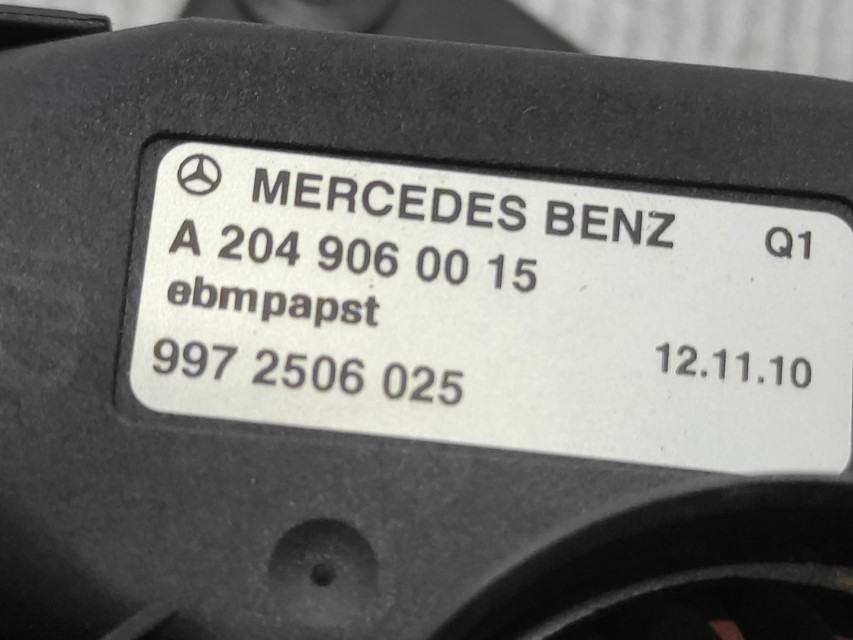 MERCEDES BENZ Q1
A 204 906 00 15
ebmpapst
997 2506 025 12.11.10